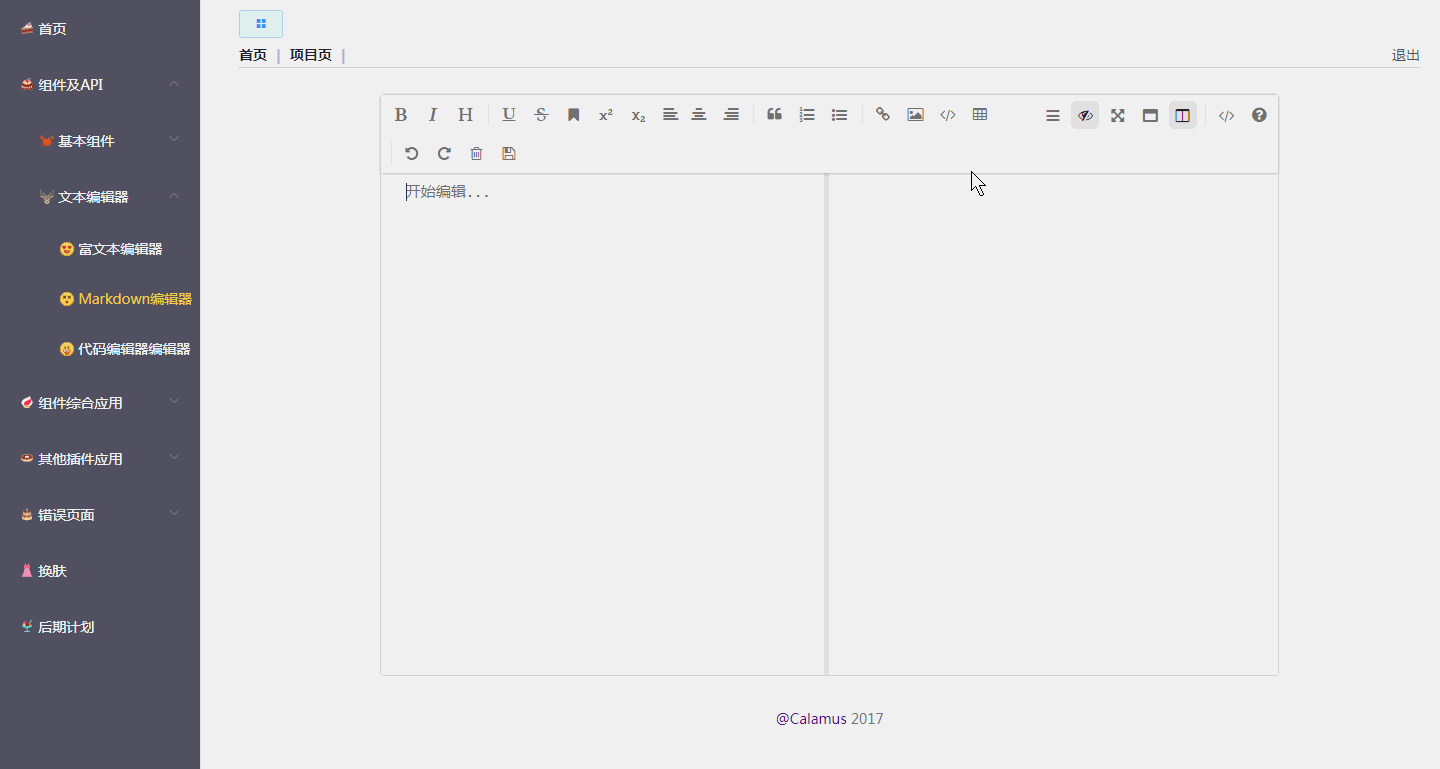 首页
组件及API
基本组件
文本编辑器
富文本编辑器
Markdown编辑器
代码编辑器编辑器
组件综合应用
其他插件应用
错误页面
换肤
后期计划
首页 | 项目页 |
退出
B I H U S x² x₂
开始编辑...
@Calamus 2017